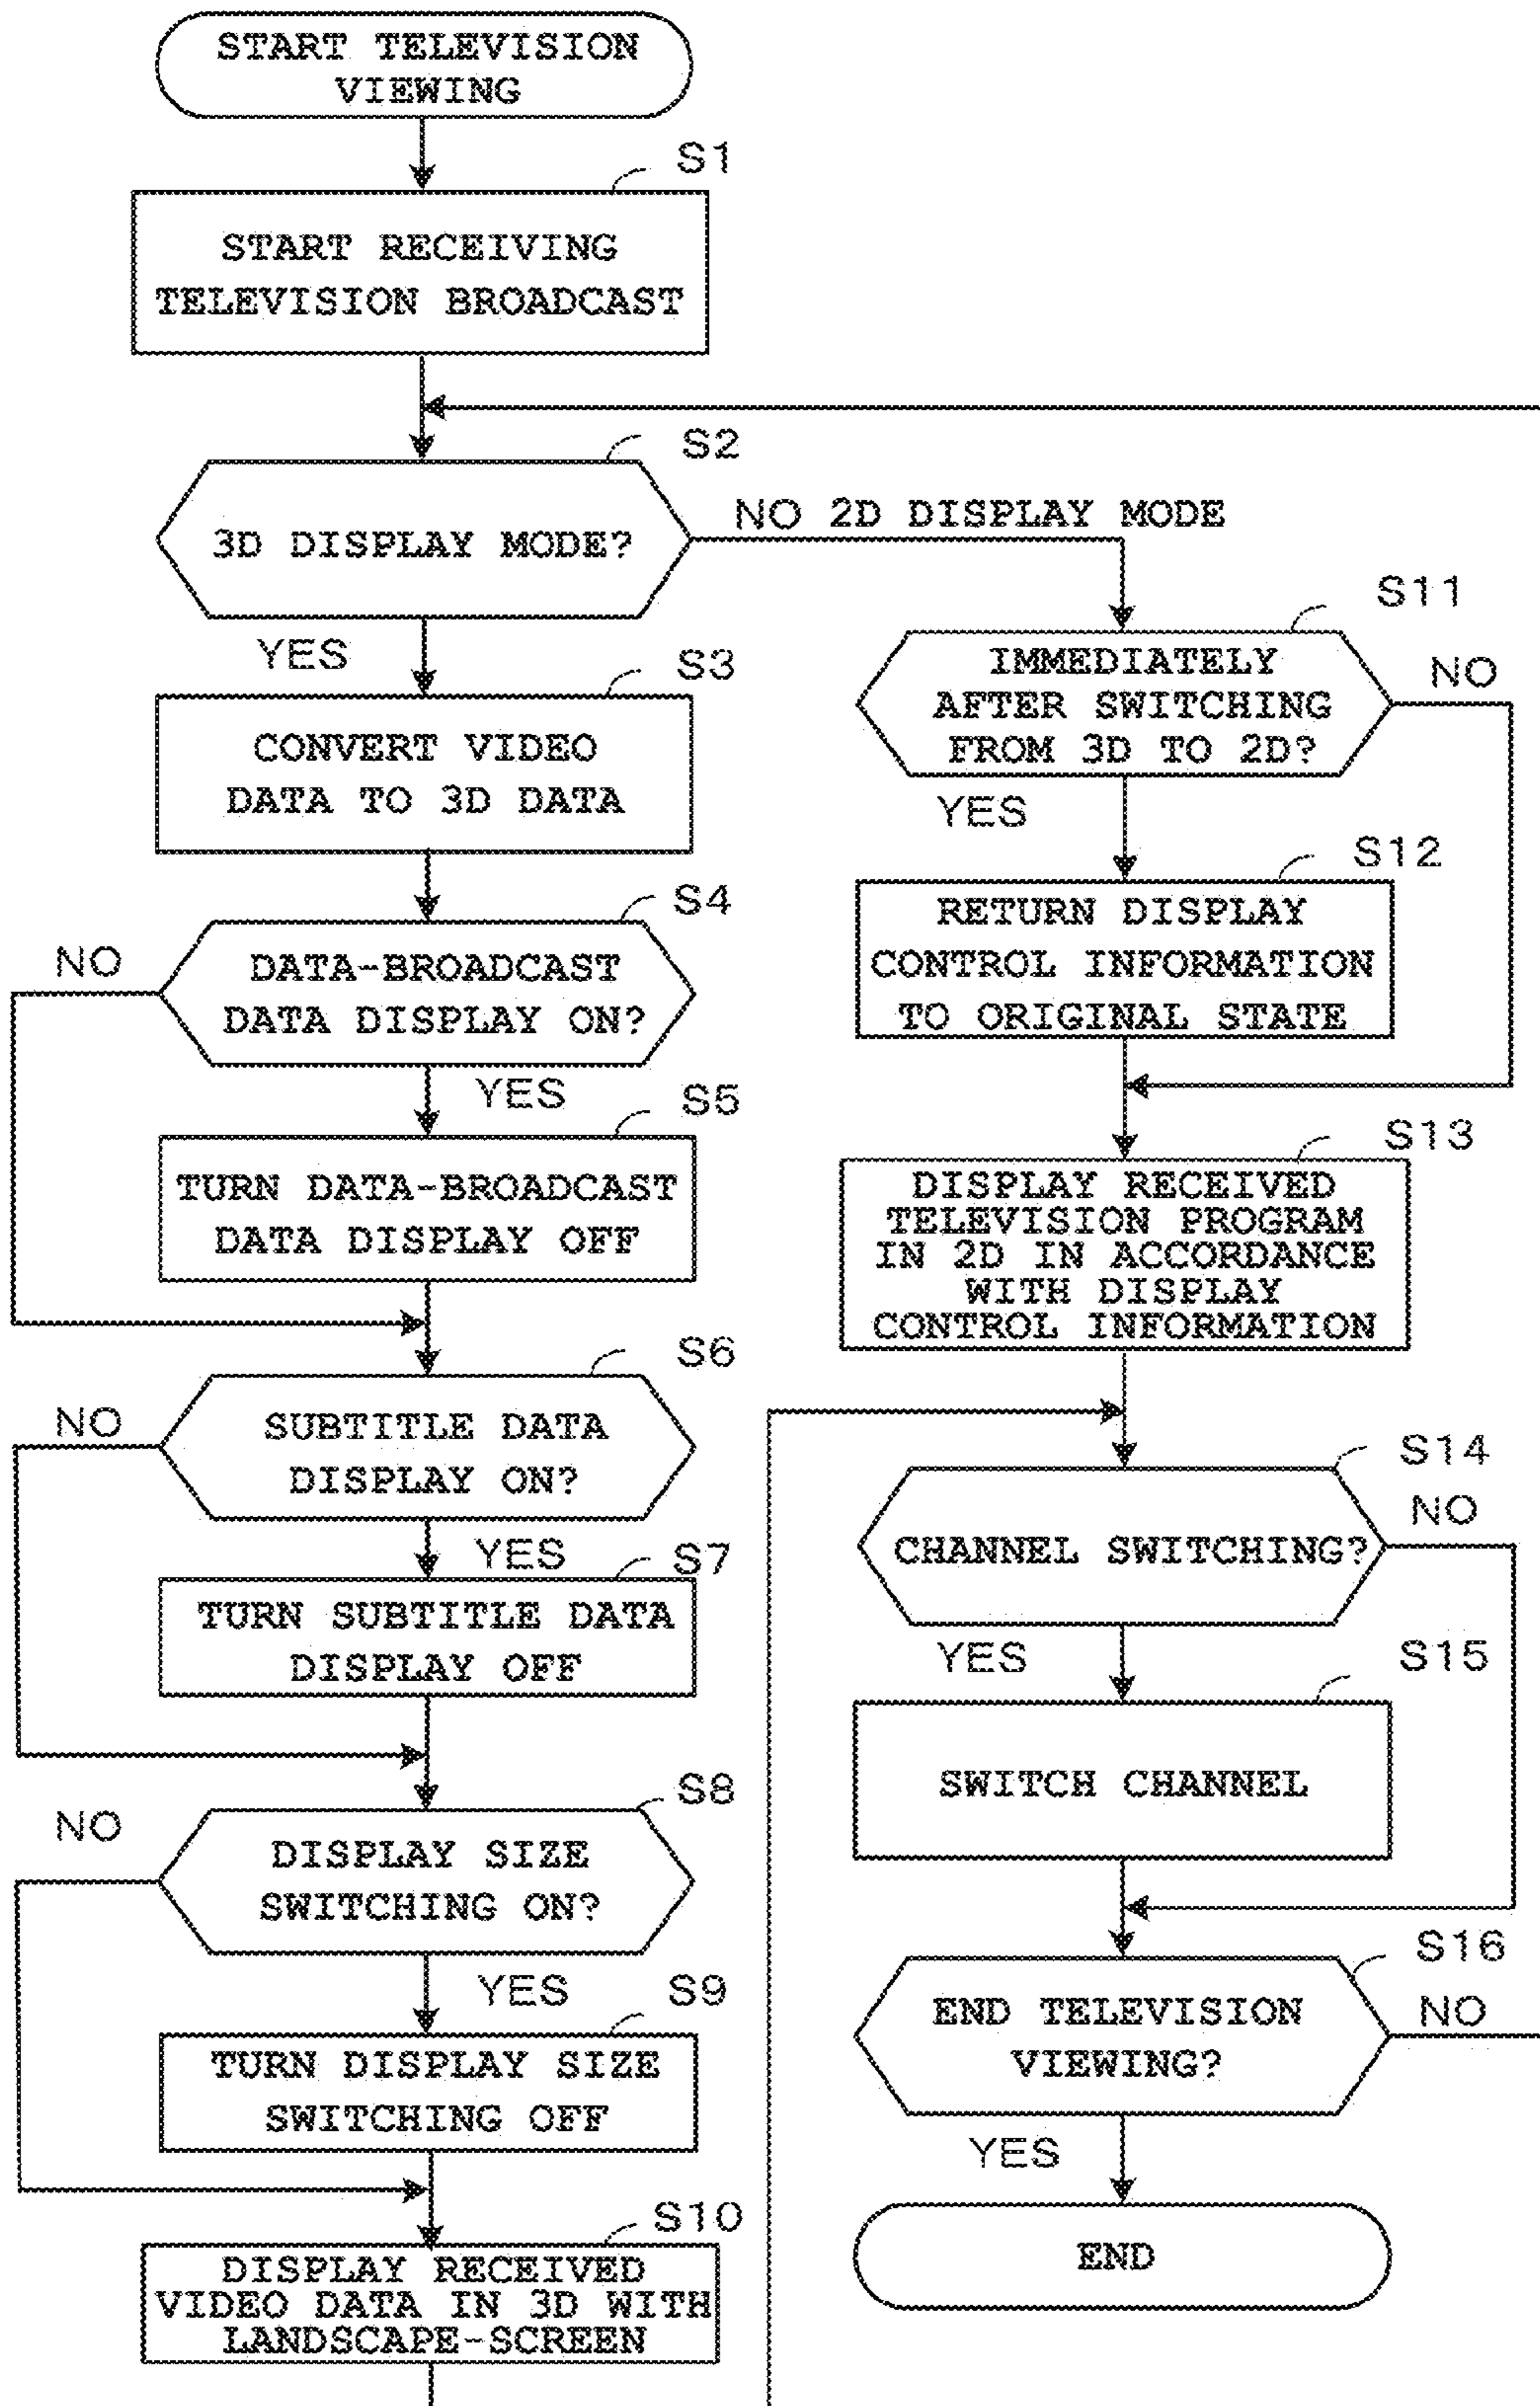 START TELEVISION
VIEWING
S1
START RECEIVING
TELEVISION BROADCAST
S2
3D DISPLAY MODE?
NO 2D DISPLAY MODE
YES
S3
CONVERT VIDEO
DATA TO 3D DATA
S4
NO
DATA-BROADCAST
DATA DISPLAY ON?
YES
S5
TURN DATA-BROADCAST
DATA DISPLAY OFF
S6
NO
SUBTITLE DATA
DISPLAY ON?
YES
S7
TURN SUBTITLE DATA
DISPLAY OFF
S8
NO
DISPLAY SIZE
SWITCHING ON?
YES
S9
TURN DISPLAY SIZE
SWITCHING OFF
S10
DISPLAY RECEIVED
VIDEO DATA IN 3D WITH
LANDSCAPE-SCREEN
S11
IMMEDIATELY
AFTER SWITCHING
FROM 3D TO 2D?
NO
YES
S12
RETURN DISPLAY
CONTROL INFORMATION
TO ORIGINAL STATE
S13
DISPLAY RECEIVED
TELEVISION PROGRAM
IN 2D IN ACCORDANCE
WITH DISPLAY
CONTROL INFORMATION
S14
CHANNEL SWITCHING?
NO
YES
S15
SWITCH CHANNEL
S16
END TELEVISION
VIEWING?
NO
YES
END